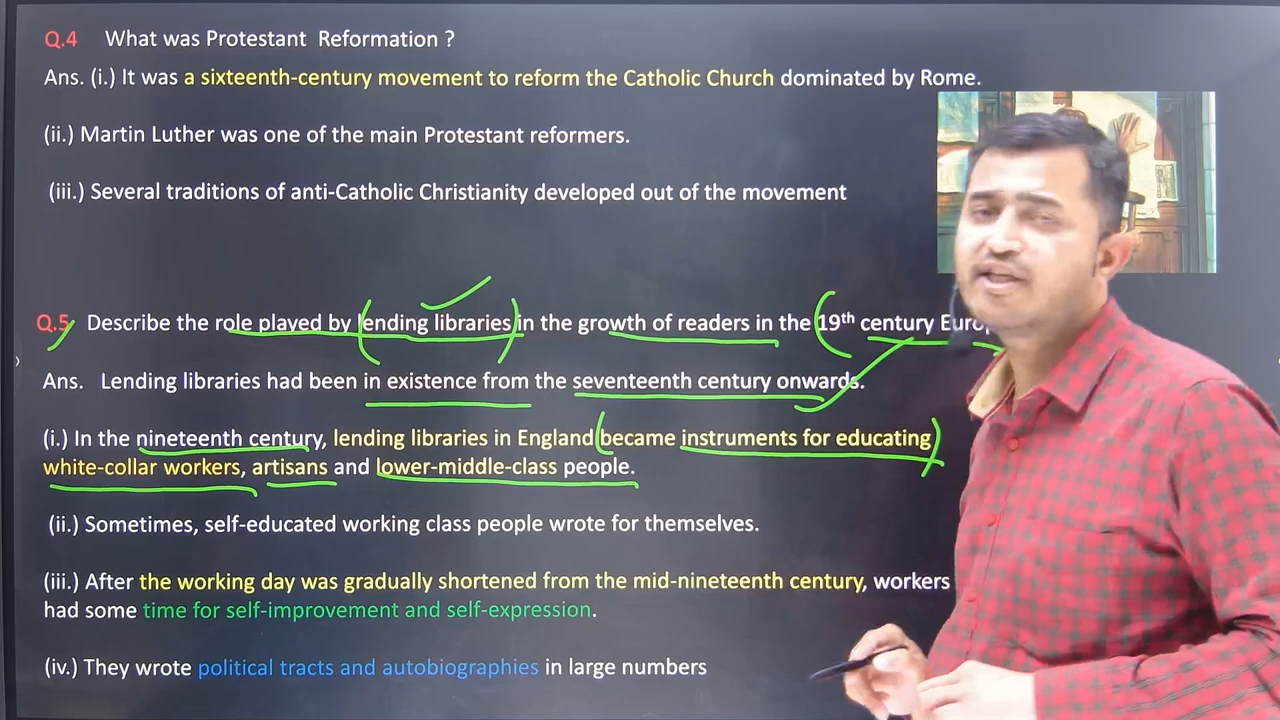 Q.4 What was Protestant Reformation ?
Ans. (i.) It was a sixteenth-century movement to reform the Catholic Church dominated by Rome.
(ii.) Martin Luther was one of the main Protestant reformers.
(iii.) Several traditions of anti-Catholic Christianity developed out of the movement
Q.5 Describe the role played by lending libraries in the growth of readers in the 19th century
Ans. Lending libraries had been in existence from the seventeenth century onwards.
(i.) In the nineteenth century, lending libraries in England became instruments for educating
white-collar workers, artisans and lower-middle-class people.
(ii.) Sometimes, self-educated working class people wrote for themselves.
(iii.) After the working day was gradually shortened from the mid-nineteenth century, workers
had some time for self-improvement and self-expression.
(iv.) They wrote political tracts and autobiographies in large numbers